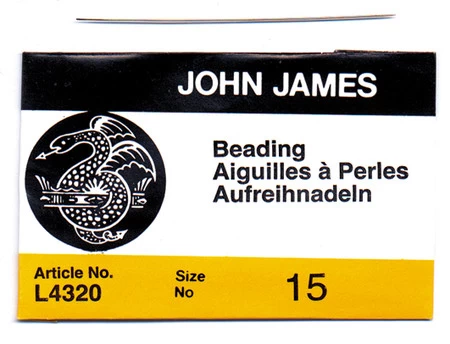 JOHN JAMES
Beading
Aiguilles à Perles
Aufreihnadeln
Article No.
L4320
Size
No
15